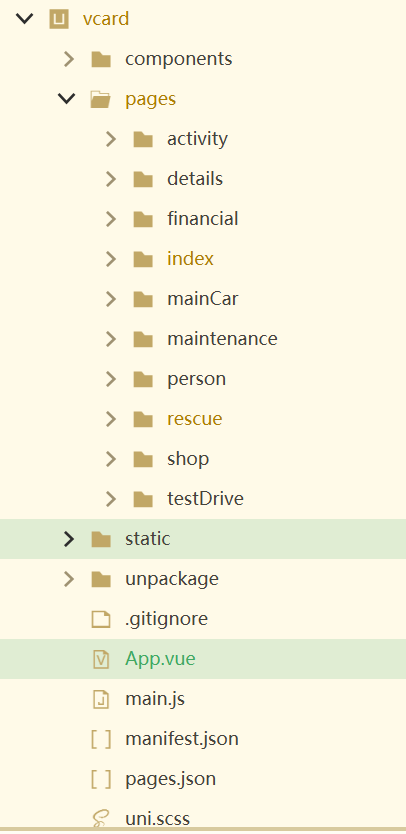 vcard
components
pages
activity
details
financial
index
mainCar
maintenance
person
rescue
shop
testDrive
static
unpackage
.gitignore
App.vue
main.js
manifest.json
pages.json
uni.scss